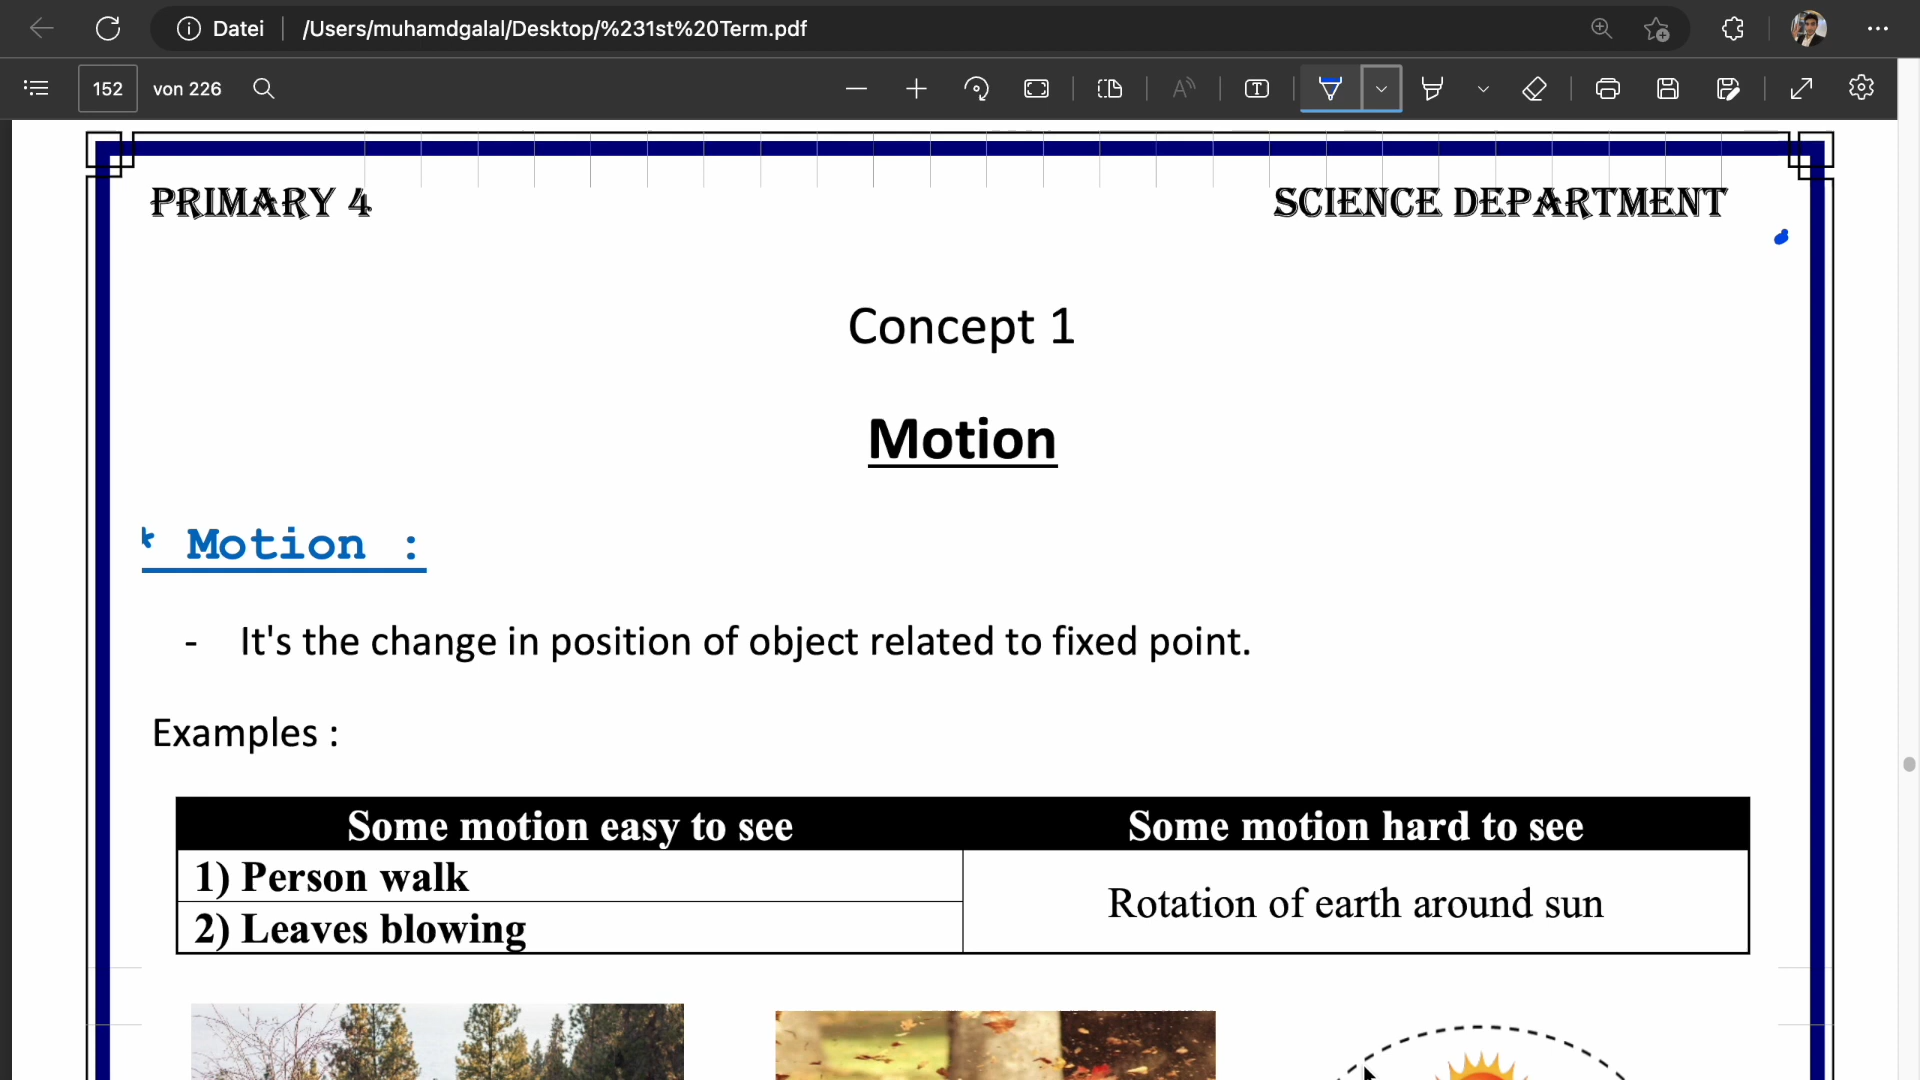 Datei /Users/muhamdgalal/Desktop/%231st%20Term.pdf
152 von 226
PRIMARY 4 SCIENCE DEPARTMENT
Concept 1
Motion
* Motion :
- It's the change in position of object related to fixed point.
Examples :
Some motion easy to see Some motion hard to see
1) Person walk
Rotation of earth around sun
2) Leaves blowing